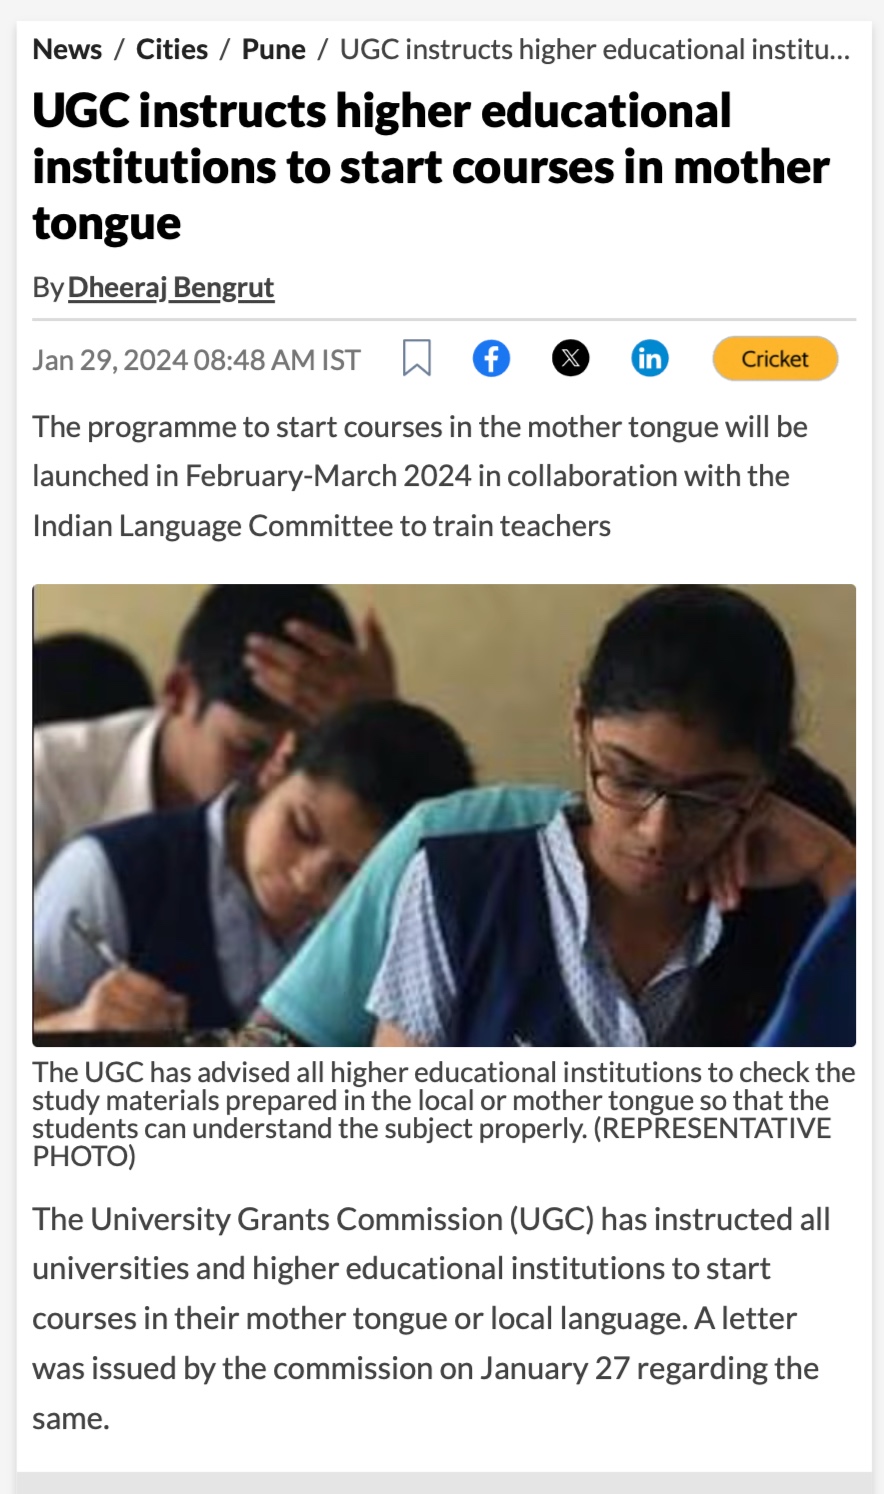 News / Cities / Pune / UGC instructs higher educational institu...
UGC instructs higher educational
institutions to start courses in mother
tongue
By Dheeraj Bengrut
Jan 29, 2024 08:48 AM IST
Cricket
The programme to start courses in the mother tongue will be
launched in February-March 2024 in collaboration with the
Indian Language Committee to train teachers
The UGC has advised all higher educational institutions to check the
study materials prepared in the local or mother tongue so that the
students can understand the subject properly. (REPRESENTATIVE
PHOTO)
The University Grants Commission (UGC) has instructed all
universities and higher educational institutions to start
courses in their mother tongue or local language. A letter
was issued by the commission on January 27 regarding the
same.